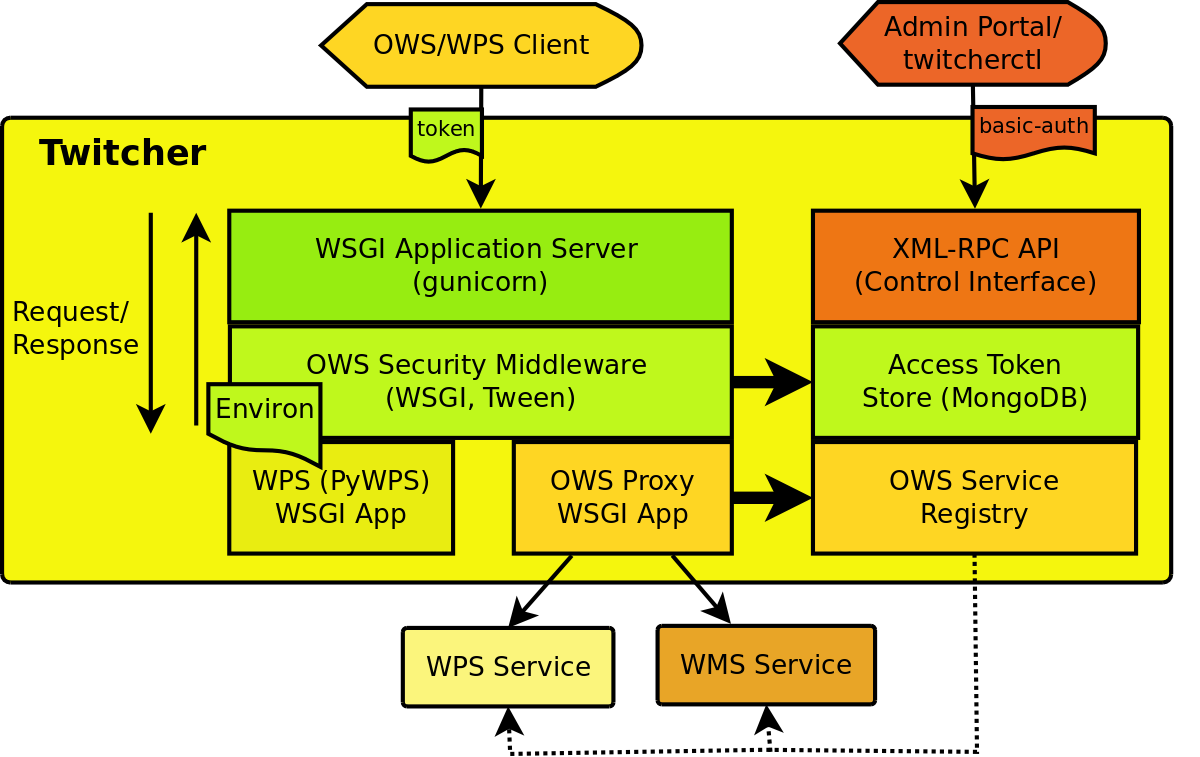 OWS/WPS Client
Admin Portal/
twitcherctl
token
basic-auth
Twitcher
WSGI Application Server
(gunicorn)
XML-RPC API
(Control Interface)
Request/
Response
OWS Security Middleware
(WSGI, Tween)
Access Token
Store (MongoDB)
Environ
WPS (PyWPS)
WSGI App
OWS Proxy
WSGI App
OWS Service
Registry
WPS Service
WMS Service